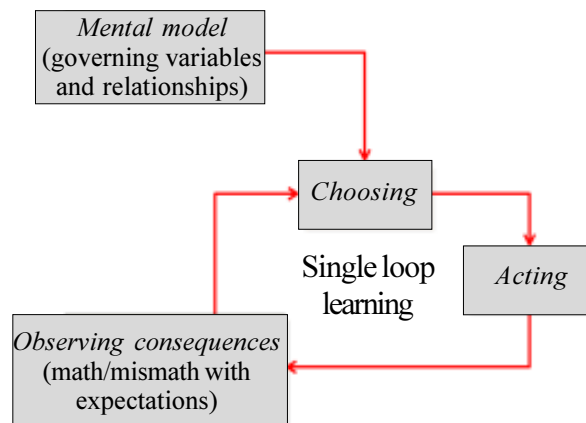 Mental model
(governing variables
and relationships)
Choosing
Single loop
learning
Acting
Observing consequences
(math/mismath with
expectations)